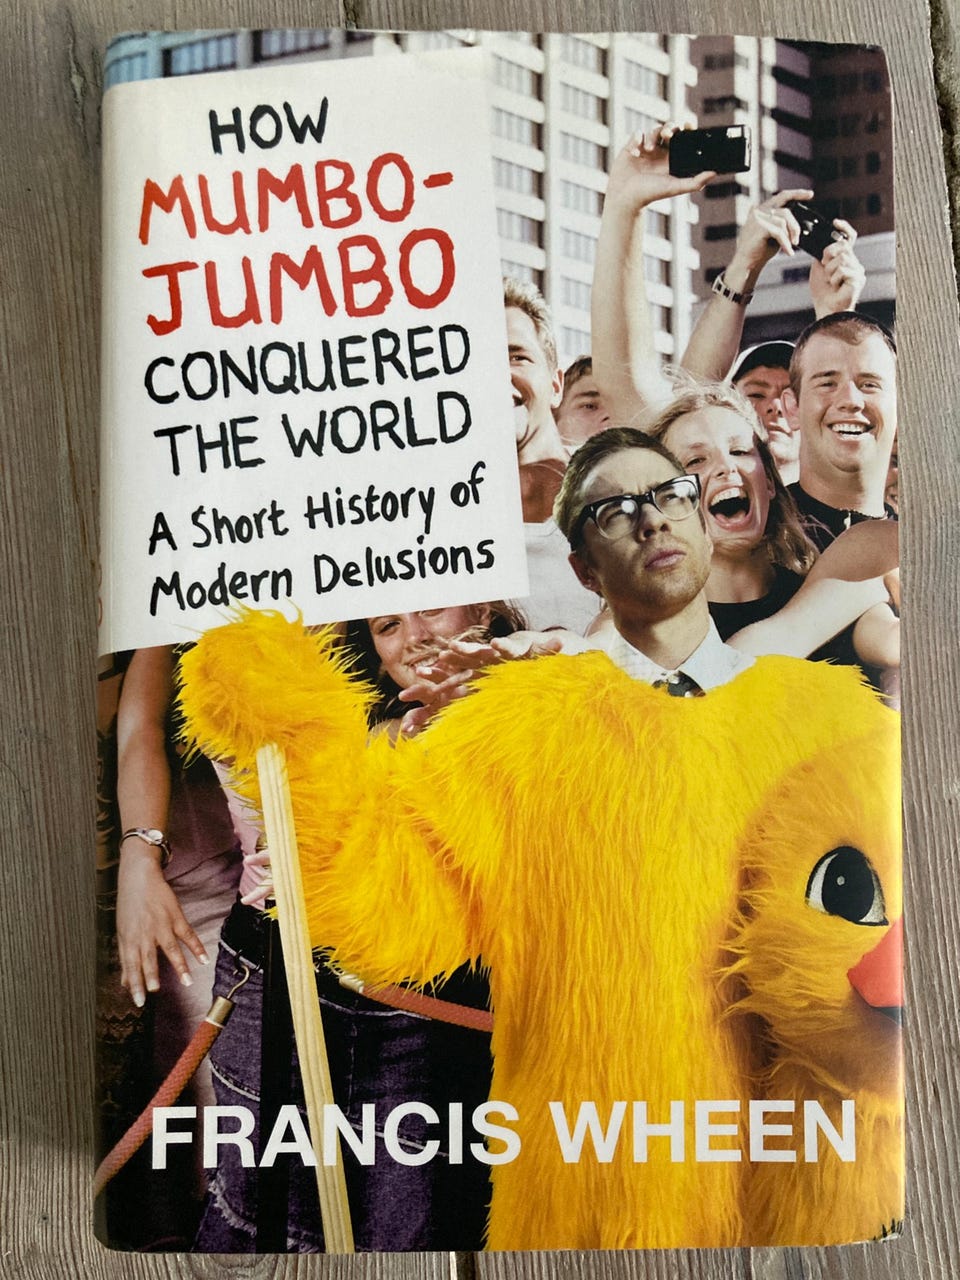 HOW
MUMBO-
JUMBO
CONQUERED
THE WORLD
A Short History of
Modern Delusions
FRANCIS WHEEN